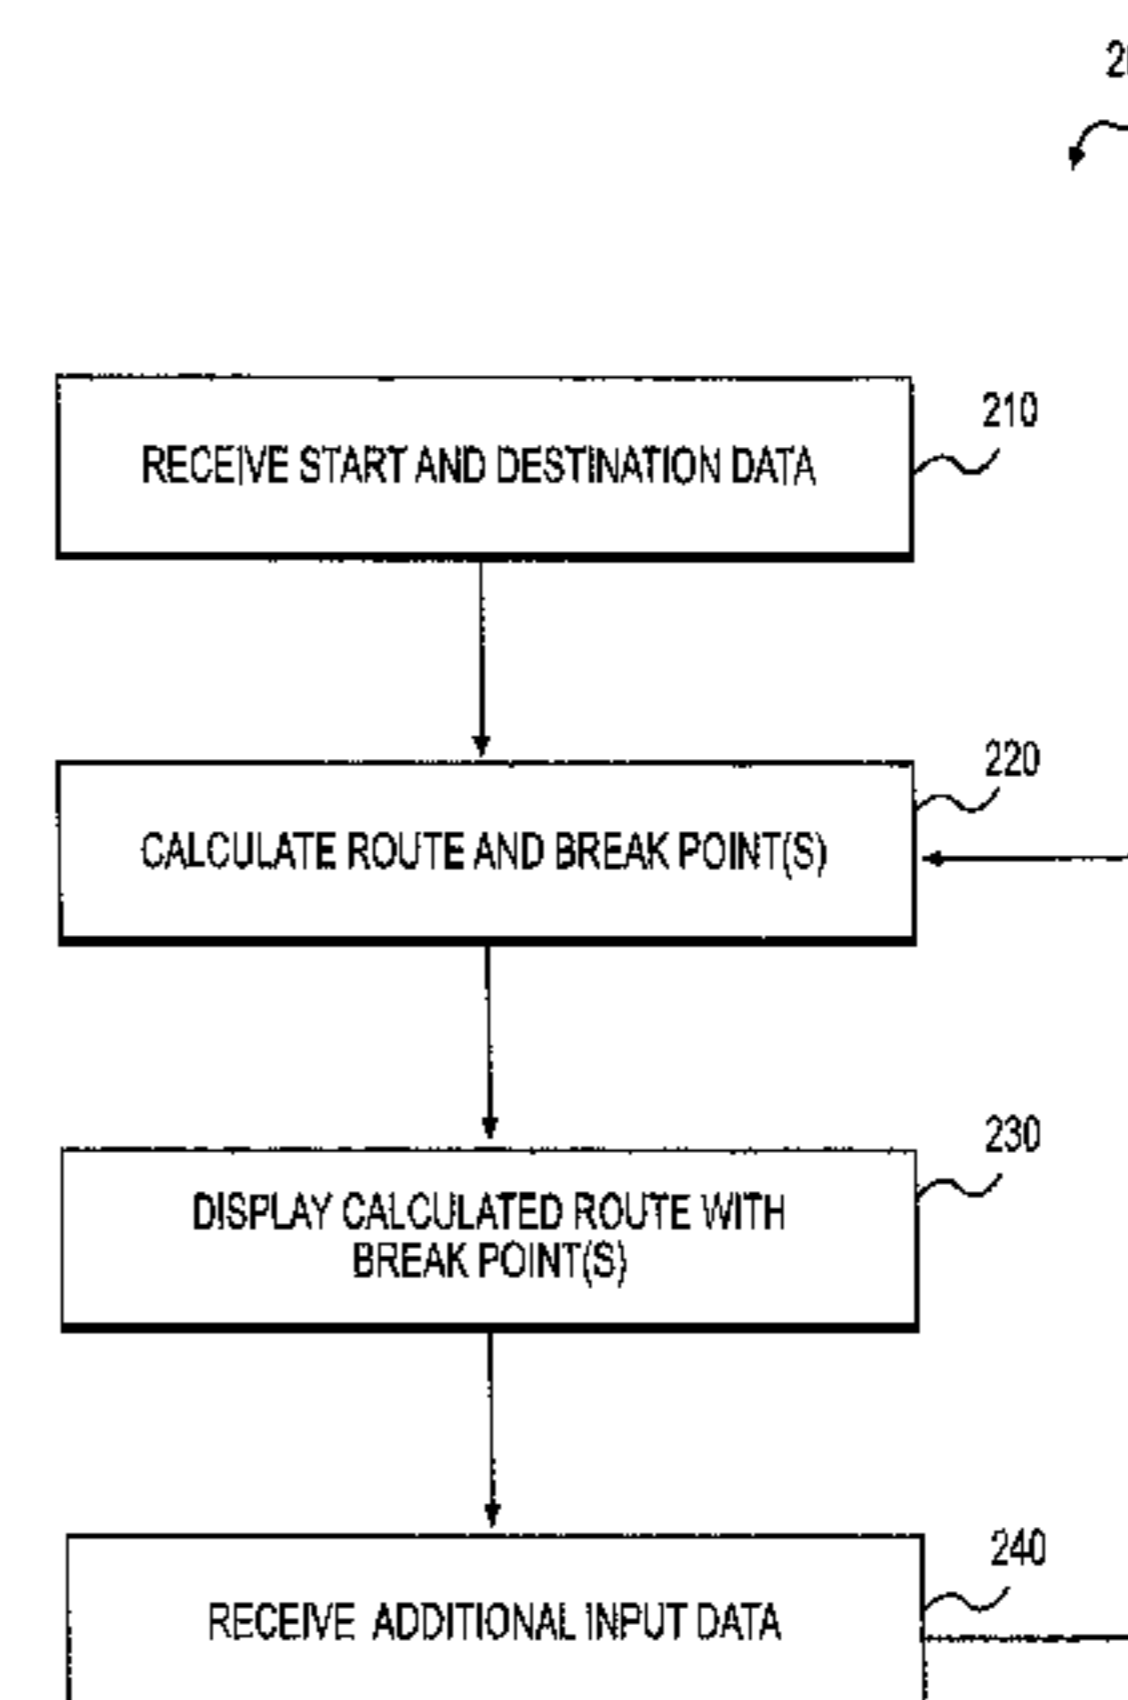 210
RECEIVE START AND DESTINATION DATA
220
CALCULATE ROUTE AND BREAK POINT(S)
230
DISPLAY CALCULATED ROUTE WITH
BREAK POINT(S)
240
RECEIVE ADDITIONAL INPUT DATA